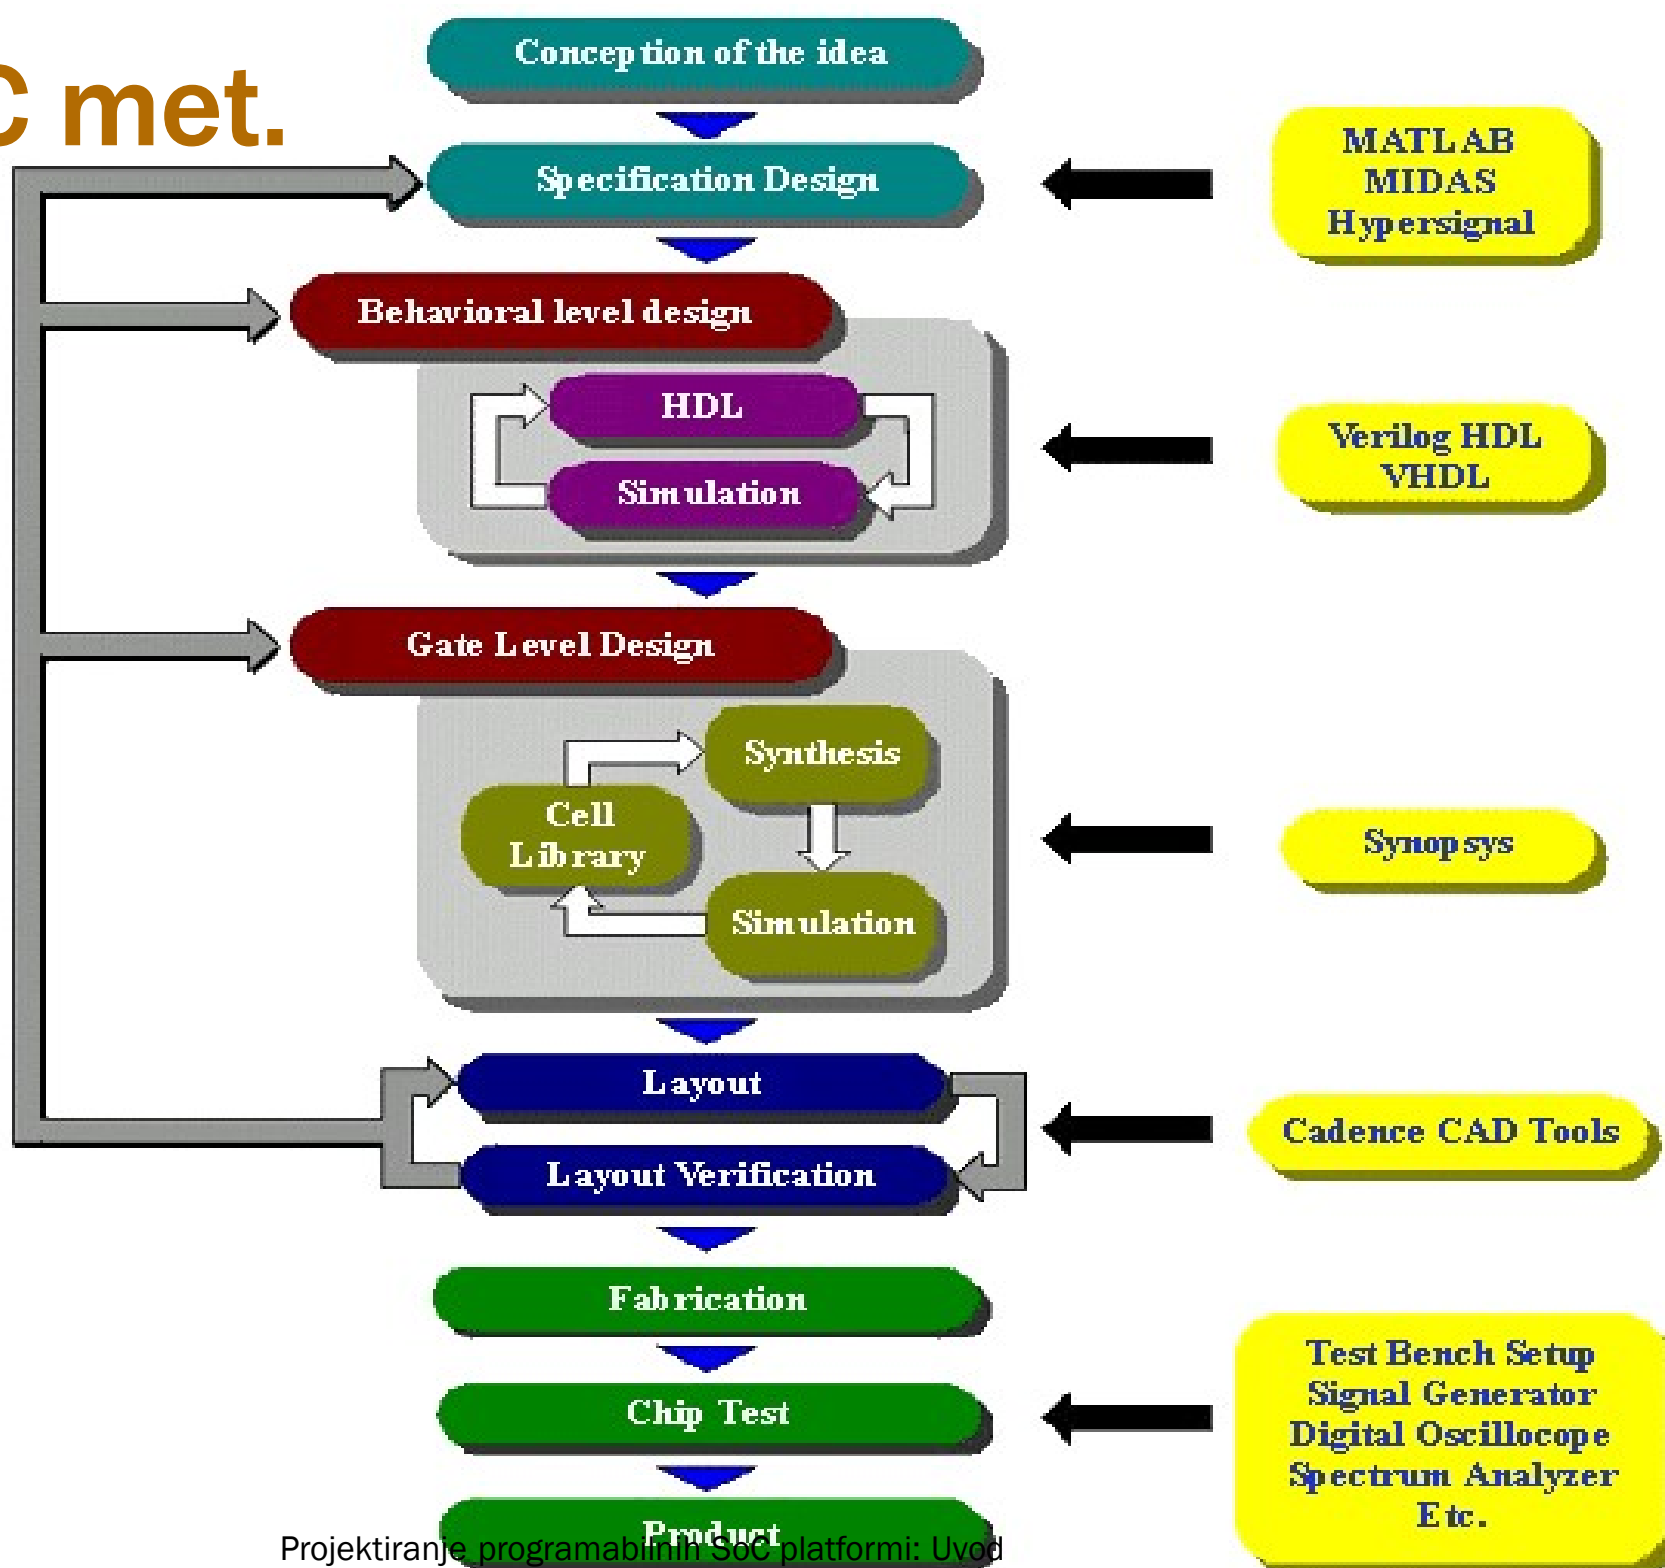 C met.
Conception of the idea
Specification Design
MATLAB
MIDAS
Hypersignal
Behavioral level design
HDL
Simulation
Verilog HDL
VHDL
Gate Level Design
Synthesis
Cell
Library
Simulation
Synopsys
Layout
Layout Verification
Cadence CAD Tools
Fabrication
Chip Test
Test Bench Setup
Signal Generator
Digital Oscillocope
Spectrum Analyzer
Etc.
Product
Projektiranje programabilnih SoC platformi: Uvod